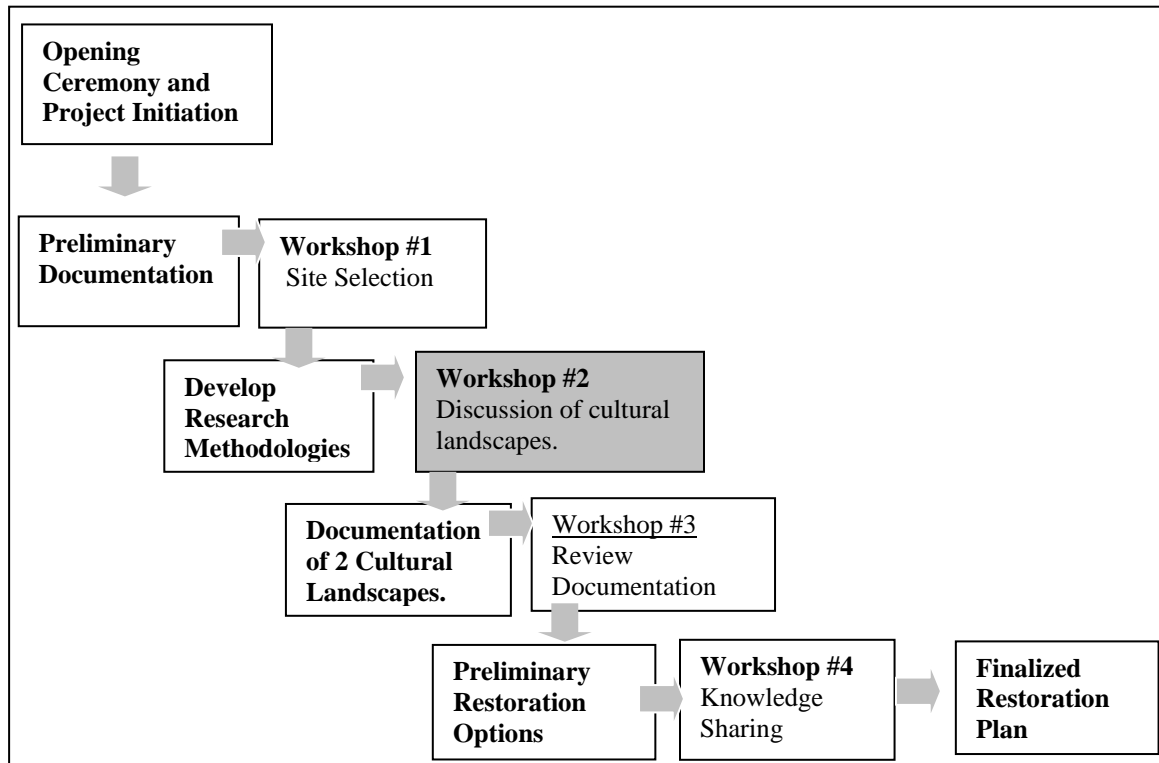 Opening
Ceremony and
Project Initiation
Preliminary
Documentation
Workshop #1
Site Selection
Develop
Research
Methodologies
Workshop #2
Discussion of cultural
landscapes.
Documentation
of 2 Cultural
Landscapes.
Workshop #3
Review
Documentation
Preliminary
Restoration
Options
Workshop #4
Knowledge
Sharing
Finalized
Restoration
Plan